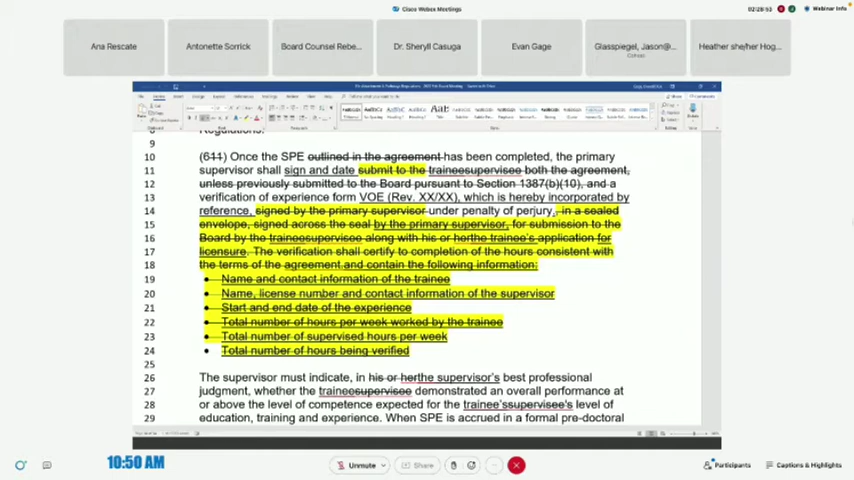 Cisco Webex Meetings
02:28:53
Webinar Info
Ana Rescate
Antonette Sorrick
Board Counsel Rebe...
Dr. Sheryll Casuga
Evan Gage
Glasspiegel, Jason@...
Heather she/her Hog...
8 Regulations.
9
10 (611) Once the SPE outlined in the agreement has been completed, the primary
11 supervisor shall sign and date submit to the traineesupervisee both the agreement,
12 unless previously submitted to the Board pursuant to Section 1387(b)(10), and a
13 verification of experience form VOE (Rev. XX/XX), which is hereby incorporated by
14 reference, signed by the primary supervisor under penalty of perjury,, in a sealed
15 envelope, signed across the seal by the primary supervisor, for submission to the
16 Board by the traineesupervisee along with his or herthe trainee's application for
17 licensure. The verification shall certify to completion of the hours consistent with
18 the terms of the agreement.and contain the following information:
19 • Name and contact information of the trainee
20 • Name, license number and contact information of the supervisor
21 • Start and end date of the experience
22 • Total number of hours per week worked by the trainee
23 • Total number of supervised hours per week
24 • Total number of hours being verified
25
26 The supervisor must indicate, in his or herthe supervisor's best professional
27 judgment, whether the traineesupervisee demonstrated an overall performance at
28 or above the level of competence expected for the trainee'ssupervisee's level of
29 education, training and experience. When SPE is accrued in a formal pre-doctoral
10:50 AM
Unmute
Share
Participants
Captions & Highlights